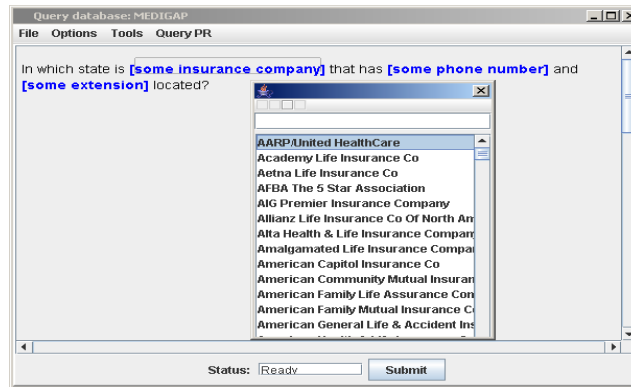 Query database: MEDIGAP
File Options Tools Query PR
In which state is [some insurance company] that has [some phone number] and
[some extension] located?
AARP/United HealthCare
Academy Life Insurance Co
Aetna Life Insurance Co
AFBA The 5 Star Association
AIG Premier Insurance Company
Allianz Life Insurance Co Of North Am
Alta Health & Life Insurance Company
Amalgamated Life Insurance Compa
American Capitol Insurance Co
American Community Mutual Insuran
American Family Life Assurance Com
American Family Mutual Insurance C
American General Life & Accident Ins
Status: Ready Submit